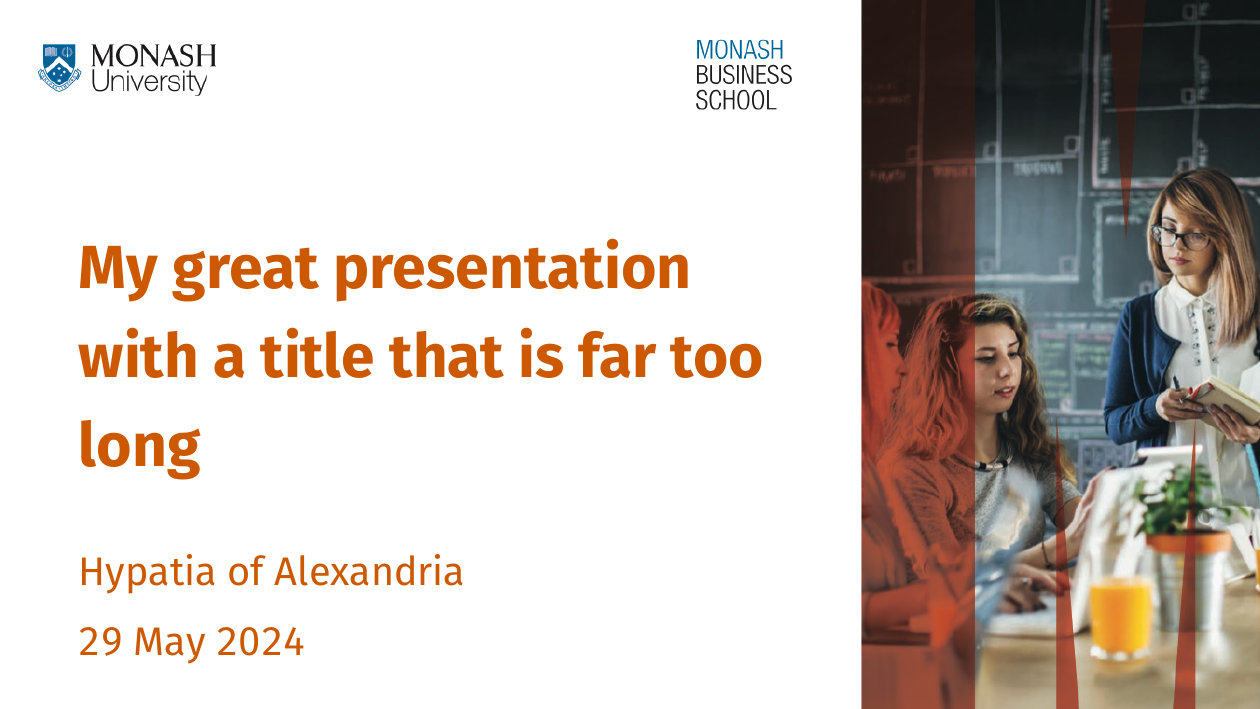 MONASH
University
MONASH
BUSINESS
SCHOOL
My great presentation
with a title that is far too
long
Hypatia of Alexandria
29 May 2024